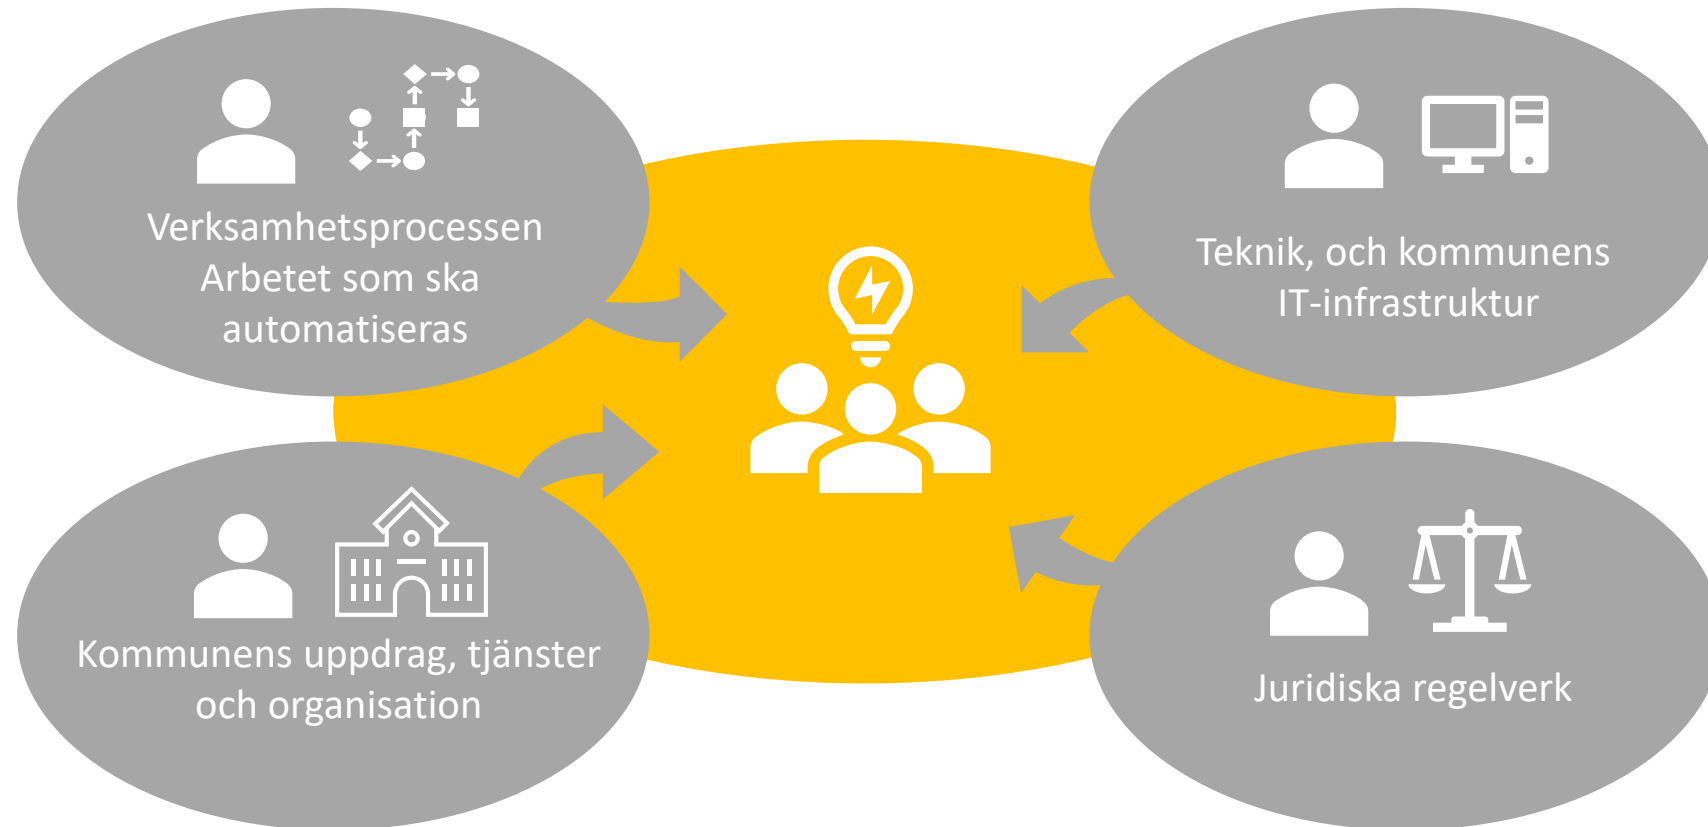 Verksamhetsprocessen
Arbetet som ska
automatiseras
Teknik, och kommunens
IT-infrastruktur
Kommunens uppdrag, tjänster
och organisation
Juridiska regelverk